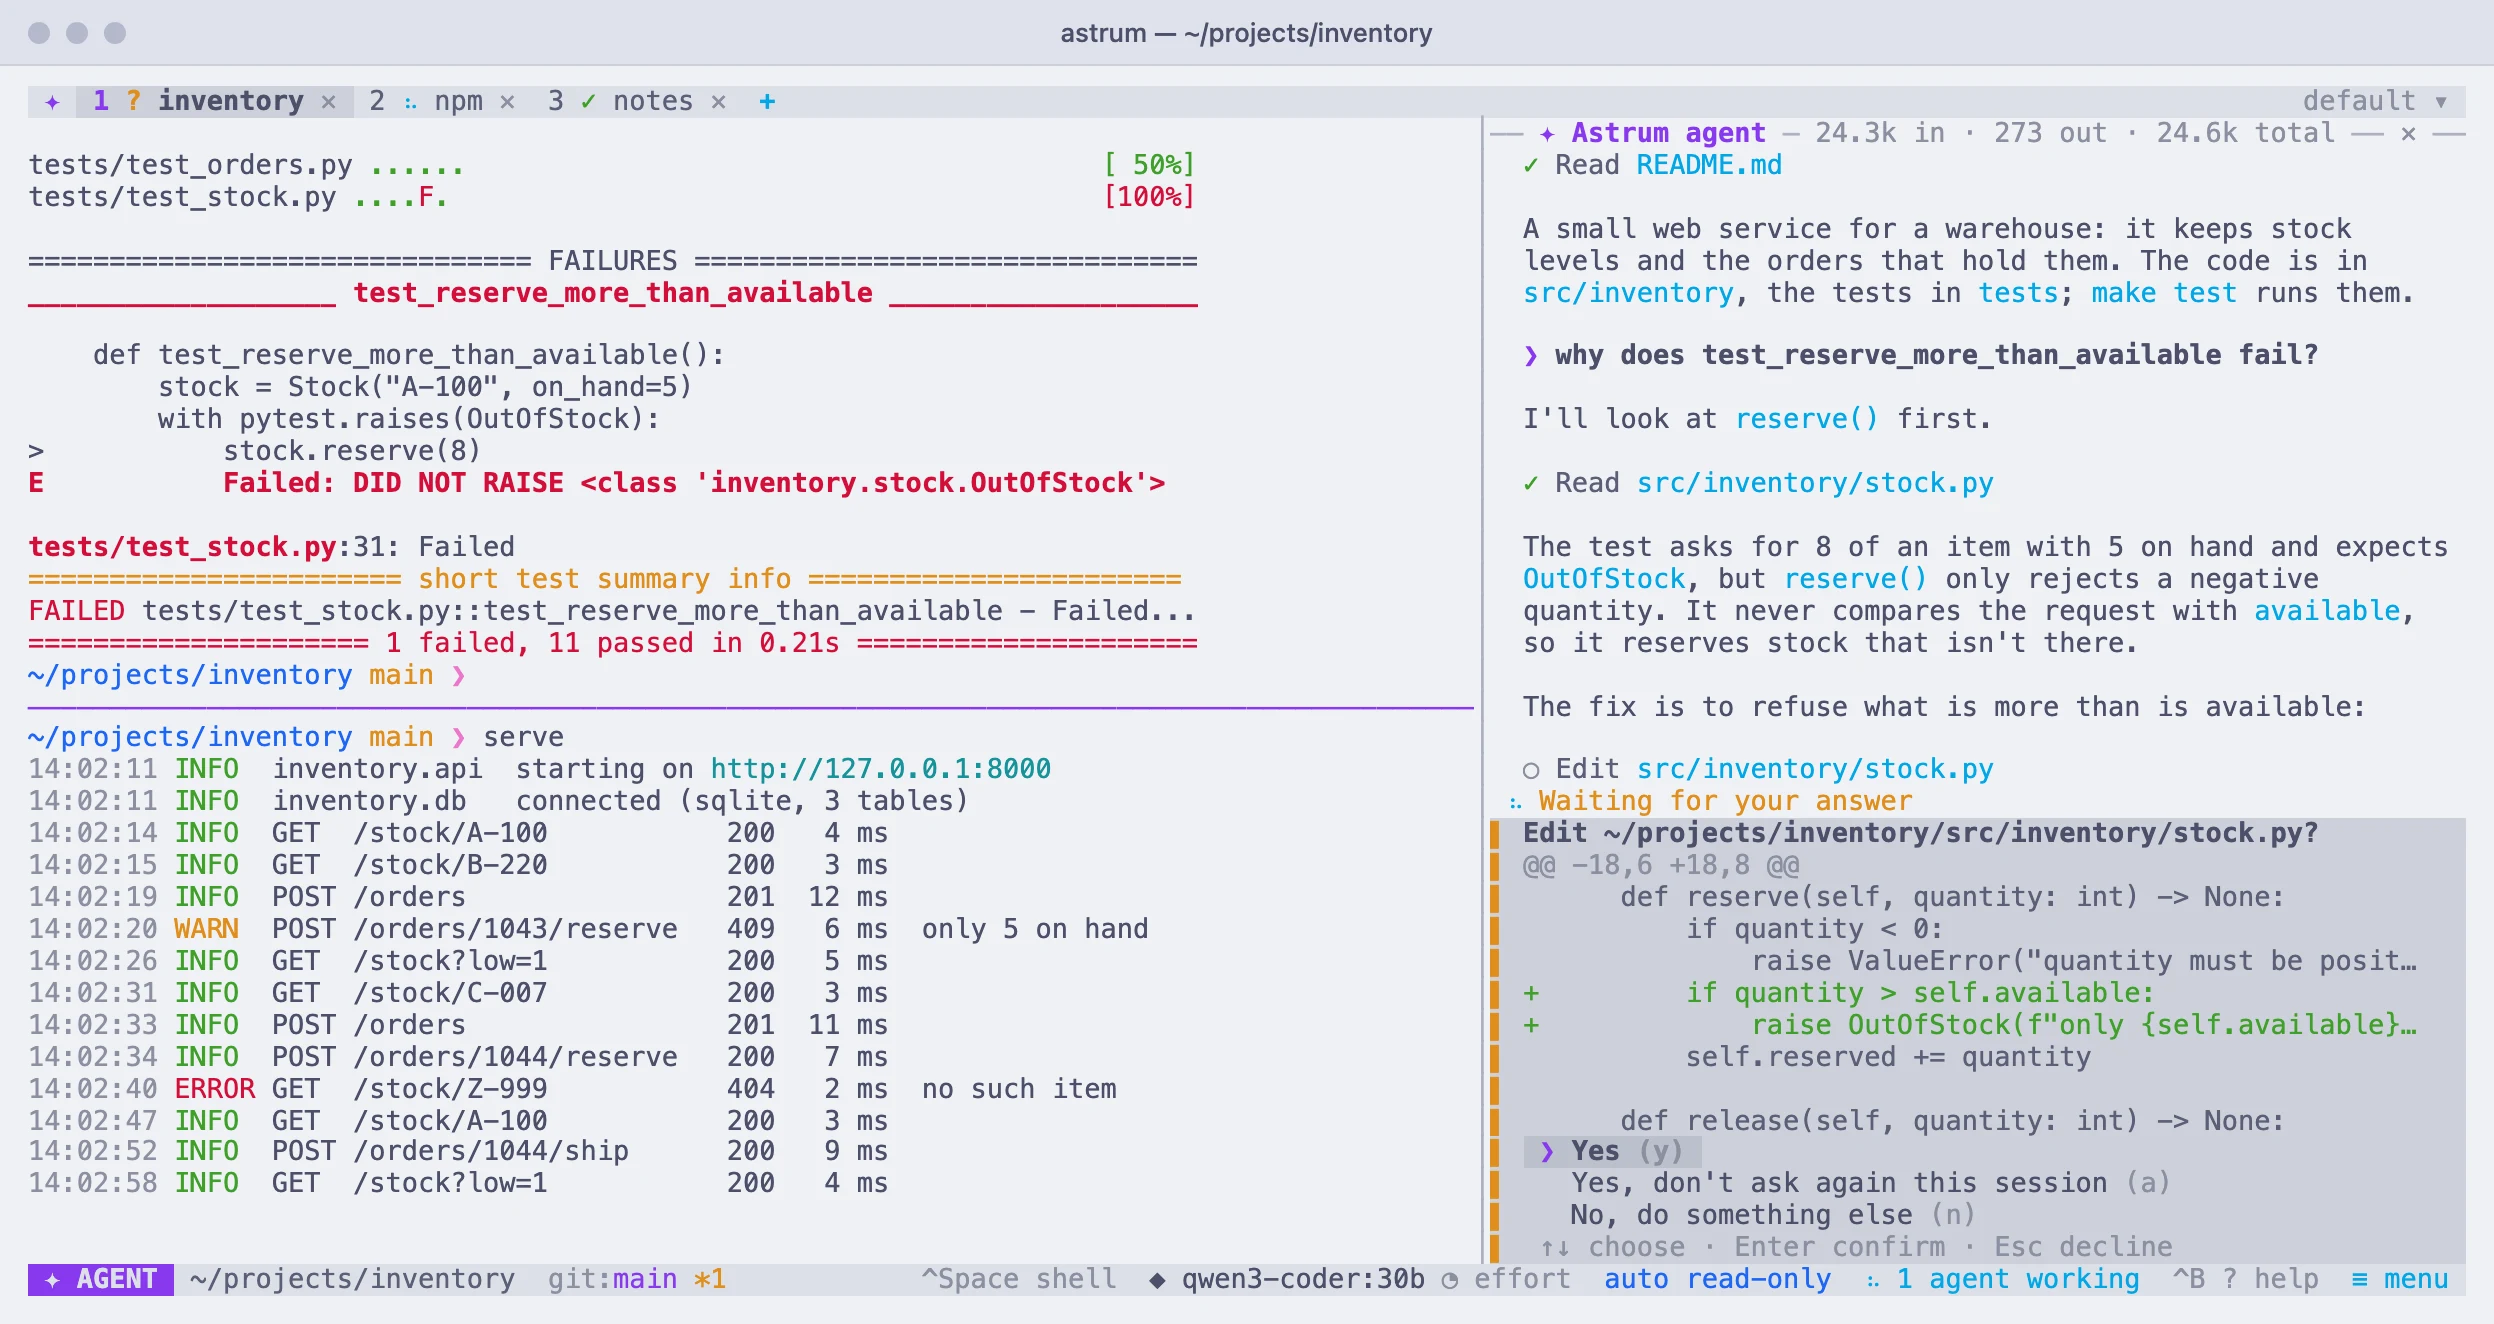 astrum — ~/projects/inventory
✦ 1 ? inventory × 2 npm × 3 ✓ notes × + default ▾
tests/test_orders.py ...... [ 50%]
tests/test_stock.py ....F. [100%]
=============================== FAILURES ===============================
___________________ test_reserve_more_than_available ___________________
def test_reserve_more_than_available():
stock = Stock("A-100", on_hand=5)
with pytest.raises(OutOfStock):
> stock.reserve(8)
E Failed: DID NOT RAISE <class 'inventory.stock.OutOfStock'>
tests/test_stock.py:31: Failed
======================= short test summary info =======================
FAILED tests/test_stock.py::test_reserve_more_than_available - Failed...
===================== 1 failed, 11 passed in 0.21s =====================
~/projects/inventory main ❯
~/projects/inventory main ❯ serve
14:02:11 INFO inventory.api starting on http://127.0.0.1:8000
14:02:11 INFO inventory.db connected (sqlite, 3 tables)
14:02:14 INFO GET /stock/A-100 200 4 ms
14:02:15 INFO GET /stock/B-220 200 3 ms
14:02:19 INFO POST /orders 201 12 ms
14:02:20 WARN POST /orders/1043/reserve 409 6 ms only 5 on hand
14:02:26 INFO GET /stock?low=1 200 5 ms
14:02:31 INFO GET /stock/C-007 200 3 ms
14:02:33 INFO POST /orders 201 11 ms
14:02:34 INFO POST /orders/1044/reserve 200 7 ms
14:02:40 ERROR GET /stock/Z-999 404 2 ms no such item
14:02:47 INFO GET /stock/A-100 200 3 ms
14:02:52 INFO POST /orders/1044/ship 200 9 ms
14:02:58 INFO GET /stock?low=1 200 4 ms
✦ Astrum agent — 24.3k in · 273 out · 24.6k total — × —
✓ Read README.md
A small web service for a warehouse: it keeps stock
levels and the orders that hold them. The code is in
src/inventory, the tests in tests; make test runs them.
❯ why does test_reserve_more_than_available fail?
I'll look at reserve() first.
✓ Read src/inventory/stock.py
The test asks for 8 of an item with 5 on hand and expects
OutOfStock, but reserve() only rejects a negative
quantity. It never compares the request with available,
so it reserves stock that isn't there.
The fix is to refuse what is more than is available:
○ Edit src/inventory/stock.py
Waiting for your answer
Edit ~/projects/inventory/src/inventory/stock.py?
@@ -18,6 +18,8 @@
def reserve(self, quantity: int) -> None:
if quantity < 0:
raise ValueError("quantity must be posit…
+ if quantity > self.available:
+ raise OutOfStock(f"only {self.available}…
self.reserved += quantity
def release(self, quantity: int) -> None:
❯ Yes (y)
Yes, don't ask again this session (a)
No, do something else (n)
↑↓ choose · Enter confirm · Esc decline
✦ AGENT ~/projects/inventory git:main *1 ^Space shell ◆ qwen3-coder:30b ◔ effort auto read-only 1 agent working ^B ? help ≡ menu